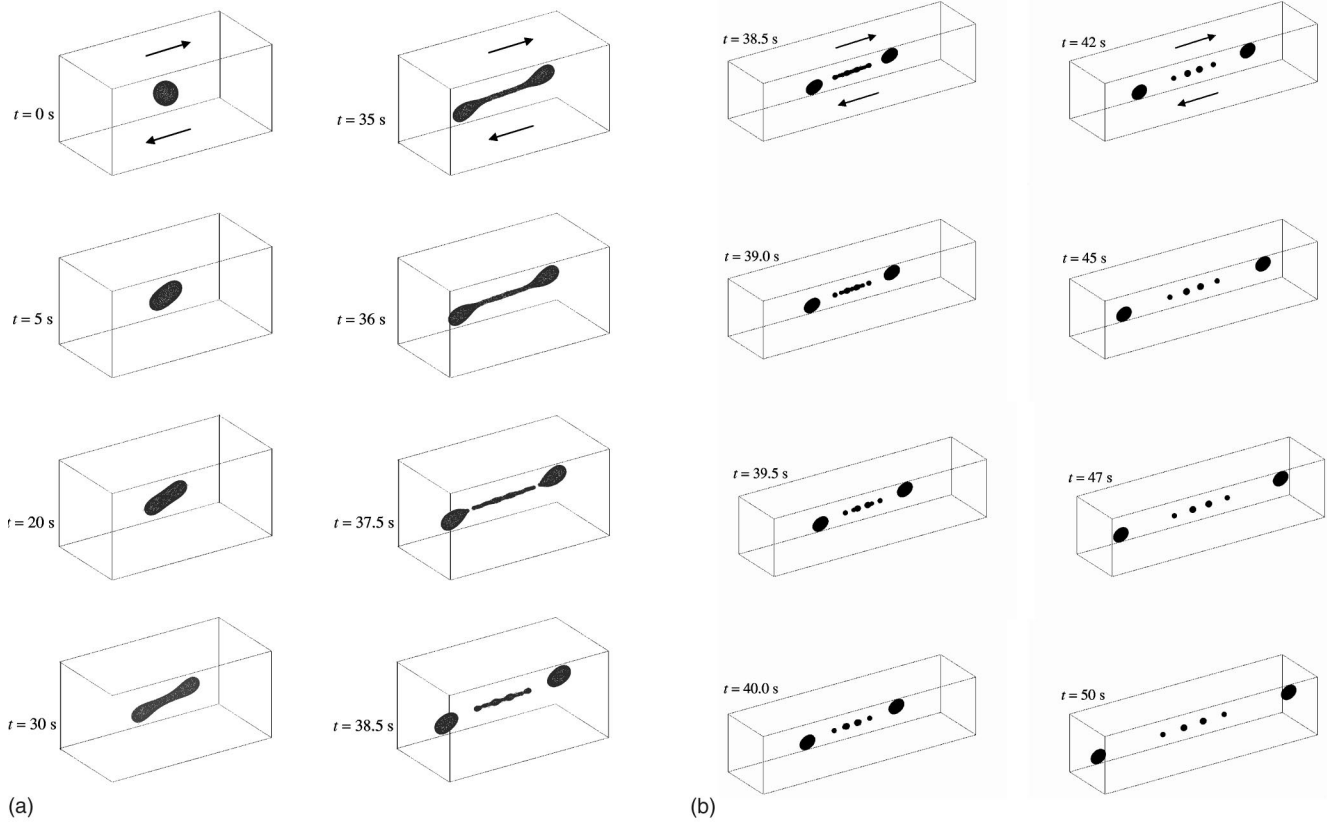 t = 0 s
t = 5 s
t = 20 s
t = 30 s
t = 35 s
t = 36 s
t = 37.5 s
t = 38.5 s
(a)
t = 38.5 s
t = 39.0 s
t = 39.5 s
t = 40.0 s
t = 42 s
t = 45 s
t = 47 s
t = 50 s
(b)